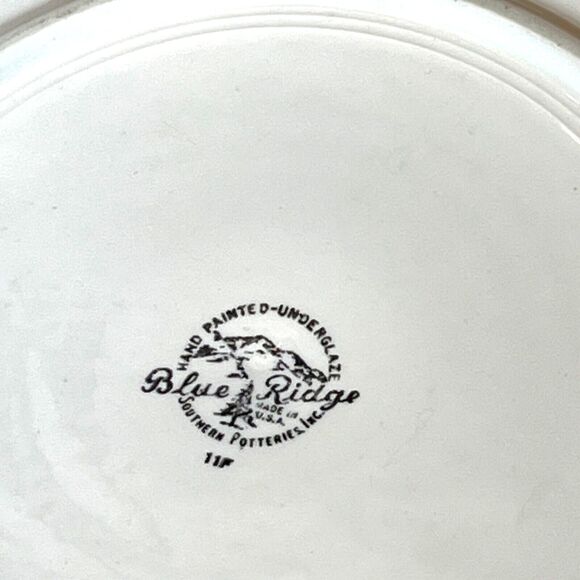 HAND PAINTED-UNDERGLAZE
Blue Ridge
MADE IN
U.S.A.
SOUTHERN POTTERIES, INC.
11F